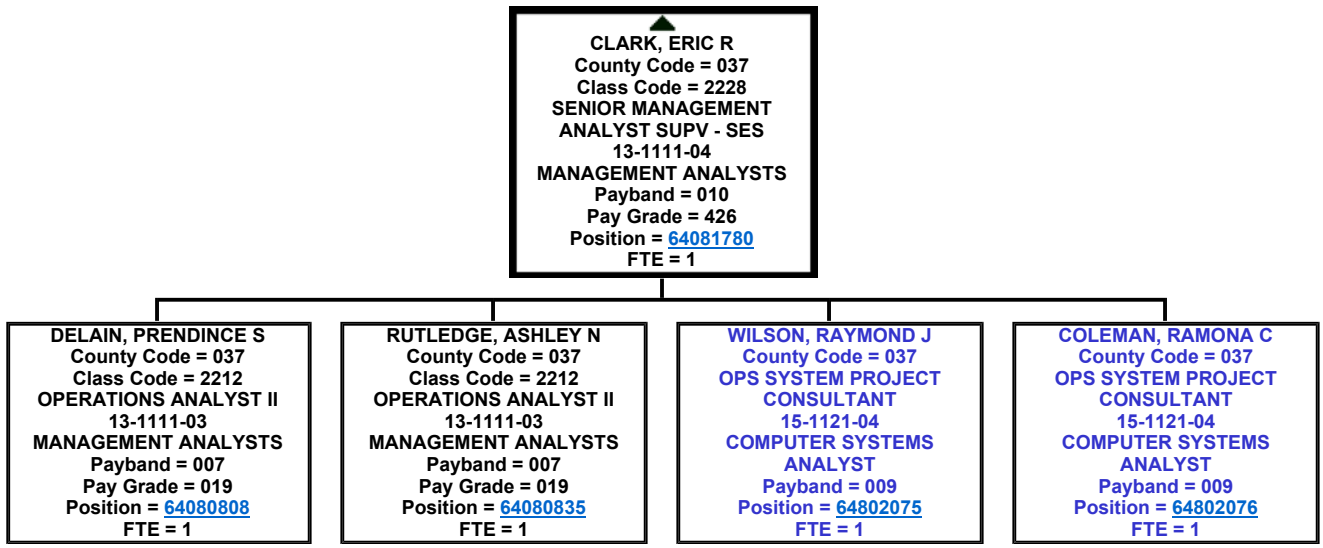 CLARK, ERIC R
County Code = 037
Class Code = 2228
SENIOR MANAGEMENT
ANALYST SUPV - SES
13-1111-04
MANAGEMENT ANALYSTS
Payband = 010
Pay Grade = 426
Position = 64081780
FTE = 1
DELAIN, PRENDINCE S
County Code = 037
Class Code = 2212
OPERATIONS ANALYST II
13-1111-03
MANAGEMENT ANALYSTS
Payband = 007
Pay Grade = 019
Position = 64080808
FTE = 1
RUTLEDGE, ASHLEY N
County Code = 037
Class Code = 2212
OPERATIONS ANALYST II
13-1111-03
MANAGEMENT ANALYSTS
Payband = 007
Pay Grade = 019
Position = 64080835
FTE = 1
WILSON, RAYMOND J
County Code = 037
OPS SYSTEM PROJECT
CONSULTANT
15-1121-04
COMPUTER SYSTEMS
ANALYST
Payband = 009
Position = 64802075
FTE = 1
COLEMAN, RAMONA C
County Code = 037
OPS SYSTEM PROJECT
CONSULTANT
15-1121-04
COMPUTER SYSTEMS
ANALYST
Payband = 009
Position = 64802076
FTE = 1